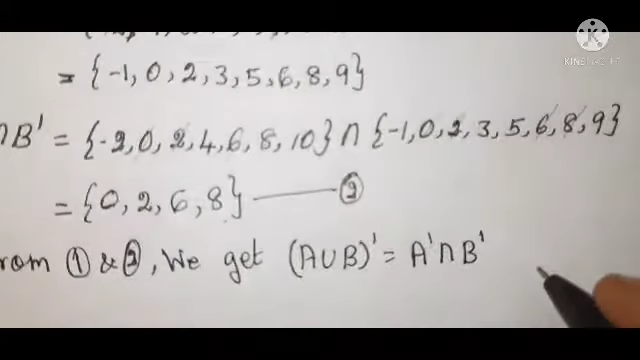 = {-1, 0, 2, 3, 5, 6, 8, 9}
∩B' = {-2, 0, 2, 4, 6, 8, 10} ∩ {-1, 0, 2, 3, 5, 6, 8, 9}
= {0, 2, 6, 8} —— ②
rom ① & ②, We get (A∪B)' = A'∩B'